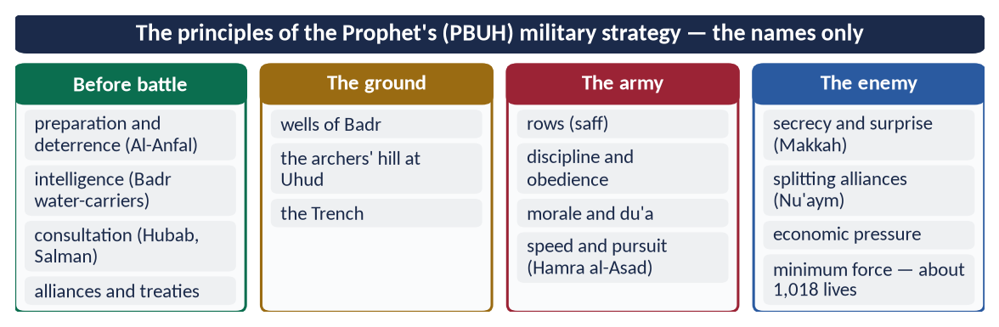 The principles of the Prophet's (PBUH) military strategy — the names only
Before battle
preparation and
deterrence (Al-Anfal)
intelligence (Badr
water-carriers)
consultation (Hubab,
Salman)
alliances and treaties
The ground
wells of Badr
the archers' hill at
Uhud
the Trench
The army
rows (saff)
discipline and
obedience
morale and du'a
speed and pursuit
(Hamra al-Asad)
The enemy
secrecy and surprise
(Makkah)
splitting alliances
(Nu'aym)
economic pressure
minimum force — about
1,018 lives